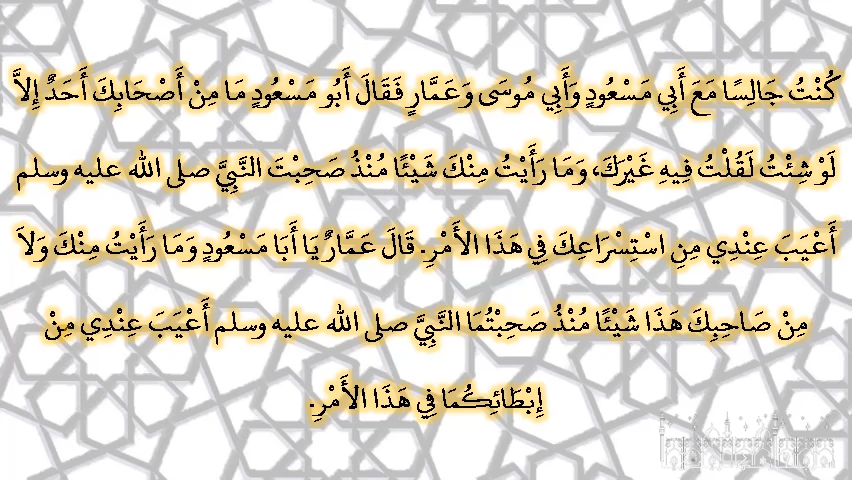 كُنْتُ جَالِسًا مَعَ أَبِي مَسْعُودٍ وَأَبِي مُوسَى وَعَمَّارٍ فَقَالَ أَبُو مَسْعُودٍ مَا مِنْ أَصْحَابِكَ أَحَدٌ إِلاَّ
لَوْ شِئْتُ لَقُلْتُ فِيهِ غَيْرَكَ، وَمَا رَأَيْتُ مِنْكَ شَيْئًا مُنْذُ صَحِبْتَ النَّبِيَّ صلى الله عليه وسلم
أَعْيَبَ عِنْدِي مِنِ اسْتِسْرَاعِكَ فِي هَذَا الأَمْرِ. قَالَ عَمَّارٌ يَا أَبَا مَسْعُودٍ وَمَا رَأَيْتُ مِنْكَ وَلاَ
مِنْ صَاحِبِكَ هَذَا شَيْئًا مُنْذُ صَحِبْتُمَا النَّبِيَّ صلى الله عليه وسلم أَعْيَبَ عِنْدِي مِنْ
إِبْطَائِكُمَا فِي هَذَا الأَمْرِ.